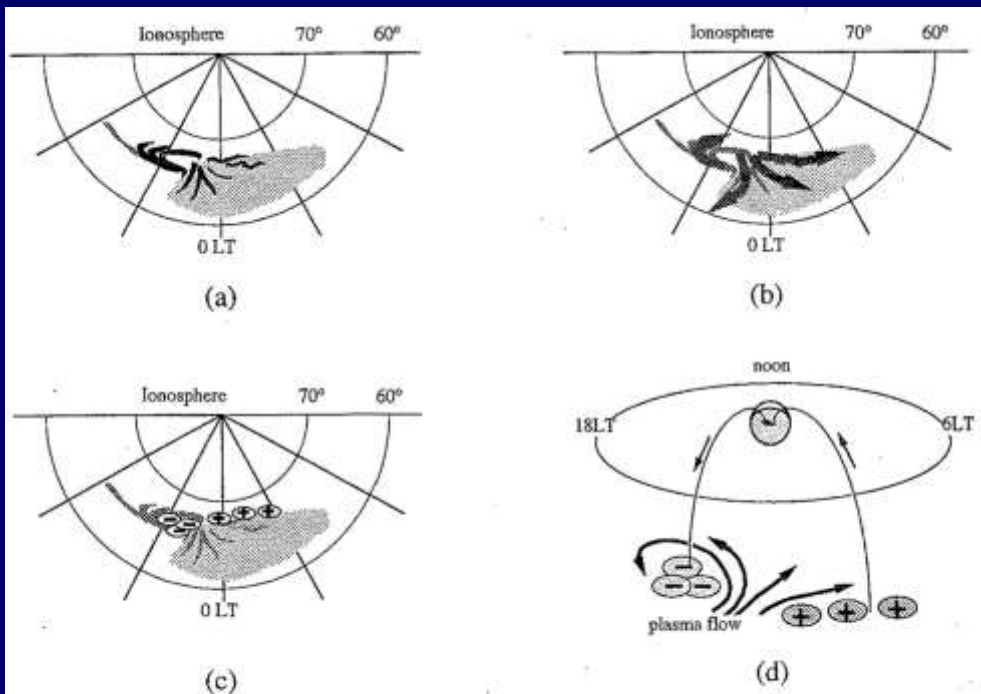 Ionosphere 70° 60°
0 LT
(a)
Ionosphere 70° 60°
0 LT
(b)
Ionosphere 70° 60°
− − −
+ + +
0 LT
(c)
noon
18LT 6LT
−
− −
+ + +
plasma flow
(d)